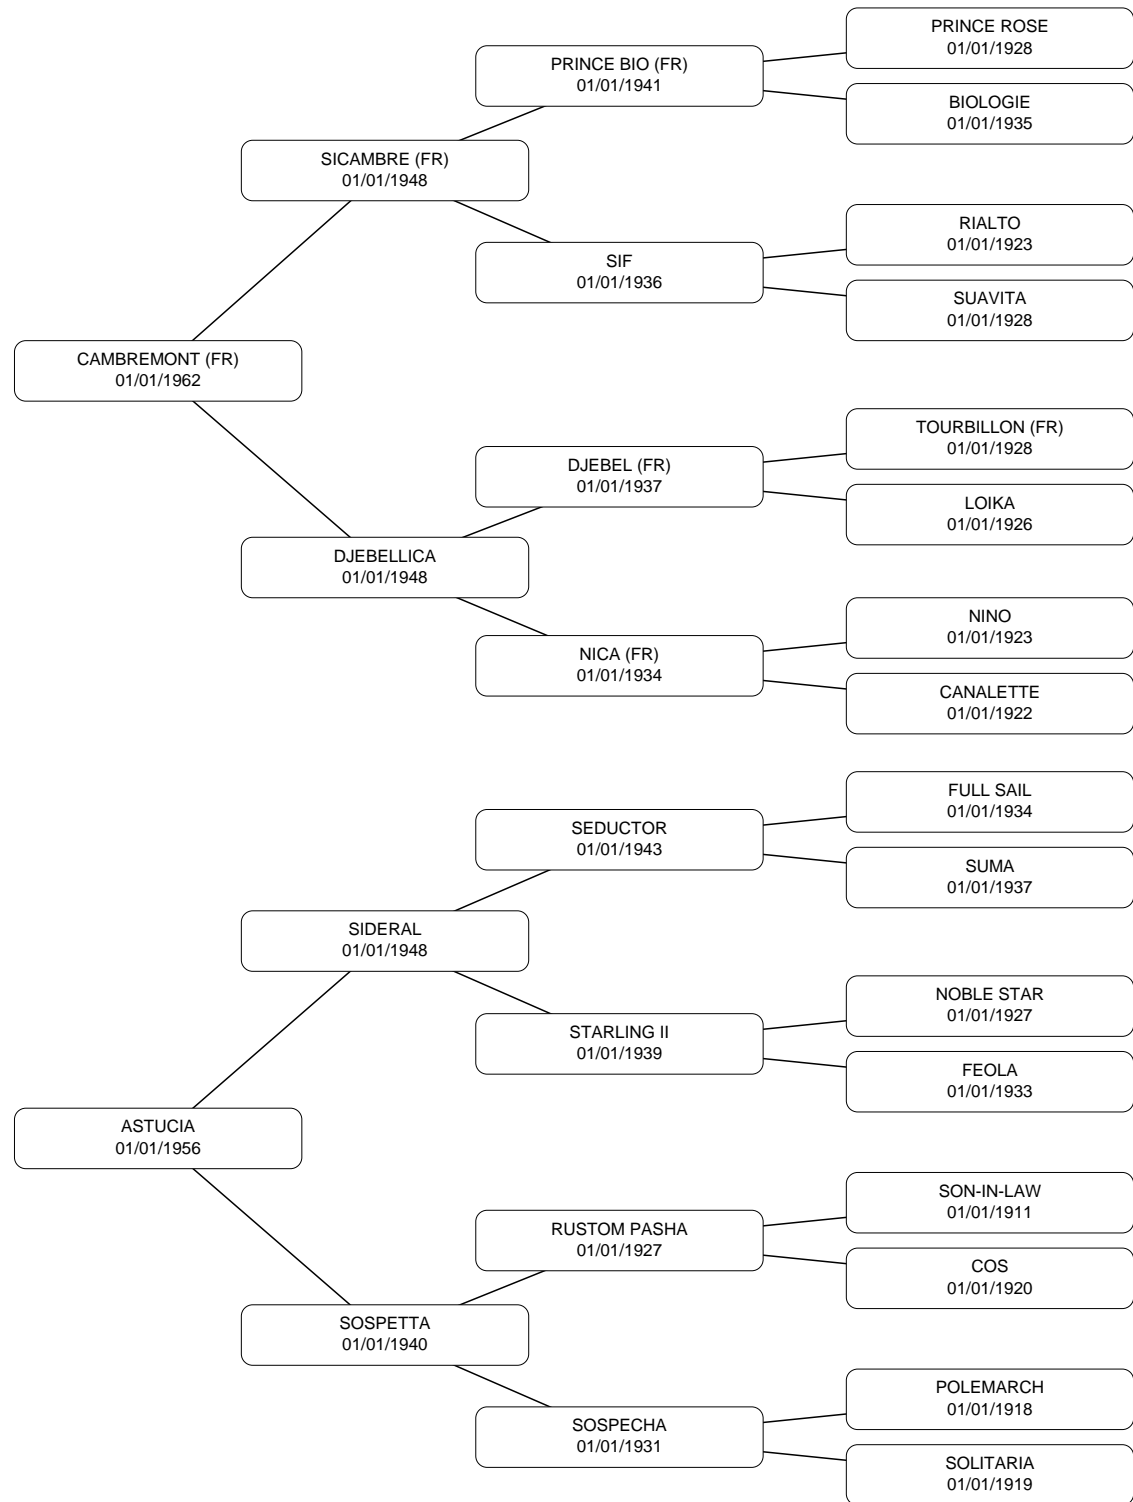 PRINCE ROSE
01/01/1928
PRINCE BIO (FR)
01/01/1941
BIOLOGIE
01/01/1935
SICAMBRE (FR)
01/01/1948
RIALTO
01/01/1923
SIF
01/01/1936
SUAVITA
01/01/1928
CAMBREMONT (FR)
01/01/1962
TOURBILLON (FR)
01/01/1928
DJEBEL (FR)
01/01/1937
LOIKA
01/01/1926
DJEBELLICA
01/01/1948
NINO
01/01/1923
NICA (FR)
01/01/1934
CANALETTE
01/01/1922
FULL SAIL
01/01/1934
SEDUCTOR
01/01/1943
SUMA
01/01/1937
SIDERAL
01/01/1948
NOBLE STAR
01/01/1927
STARLING II
01/01/1939
FEOLA
01/01/1933
ASTUCIA
01/01/1956
SON-IN-LAW
01/01/1911
RUSTOM PASHA
01/01/1927
COS
01/01/1920
SOSPETTA
01/01/1940
POLEMARCH
01/01/1918
SOSPECHA
01/01/1931
SOLITARIA
01/01/1919